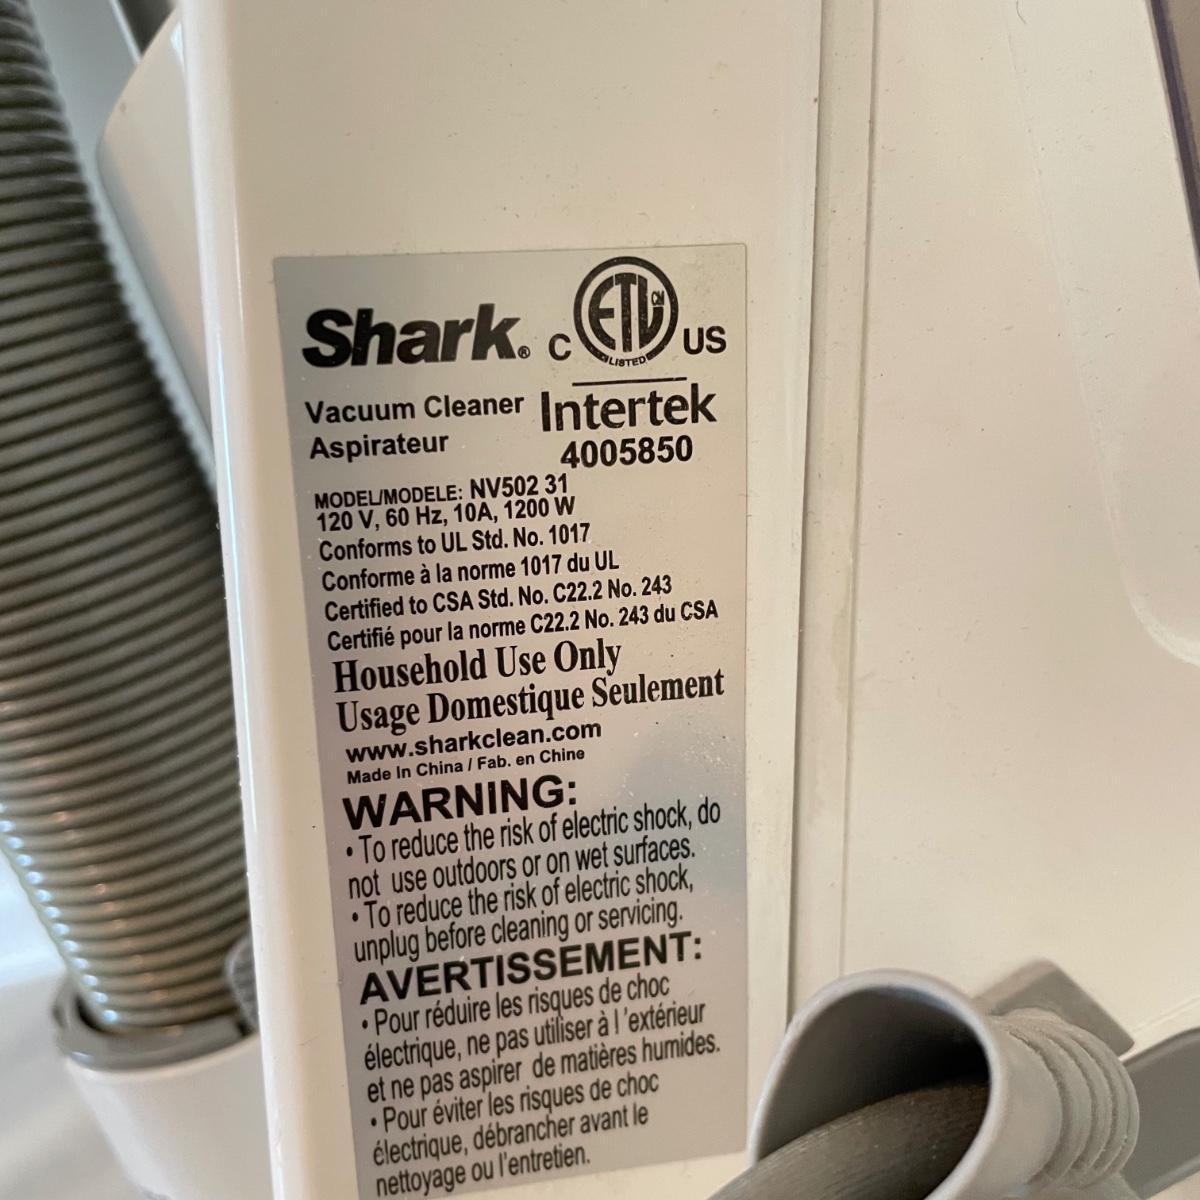 Shark® C ETL CM LISTED US
Vacuum Cleaner Intertek
Aspirateur 4005850
MODEL/MODELE: NV502 31
120 V, 60 Hz, 10A, 1200 W
Conforms to UL Std. No. 1017
Conforme à la norme 1017 du UL
Certified to CSA Std. No. C22.2 No. 243
Certifié pour la norme C22.2 No. 243 du CSA
Household Use Only
Usage Domestique Seulement
www.sharkclean.com
Made In China / Fab. en Chine
WARNING:
• To reduce the risk of electric shock, do
not use outdoors or on wet surfaces.
• To reduce the risk of electric shock,
unplug before cleaning or servicing.
AVERTISSEMENT:
• Pour réduire les risques de choc
électrique, ne pas utiliser à l 'extérieur
et ne pas aspirer de matières humides.
• Pour éviter les risques de choc
électrique, débrancher avant le
nettoyage ou l'entretien.